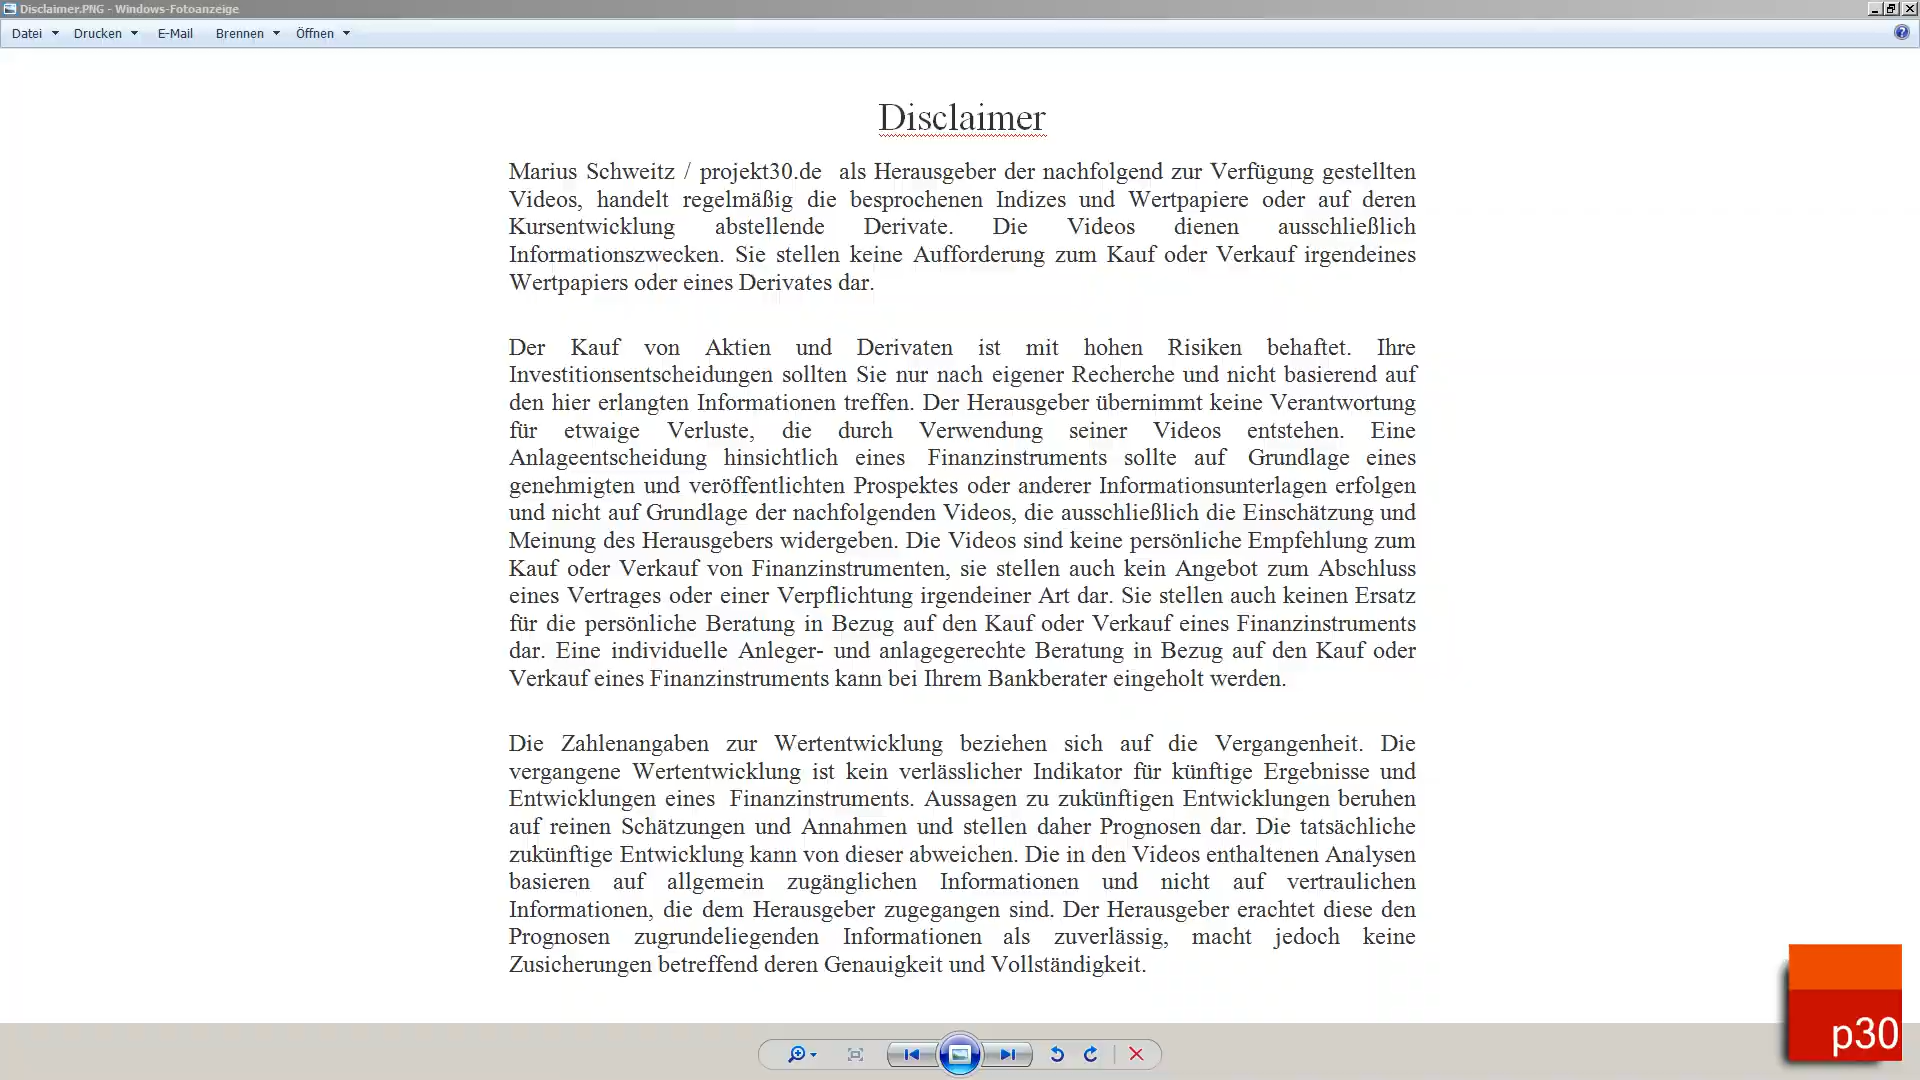 Disclaimer.PNG - Windows-Fotoanzeige
Datei Drucken E-Mail Brennen Öffnen
Disclaimer
Marius Schweitz / projekt30.de als Herausgeber der nachfolgend zur Verfügung gestellten
Videos, handelt regelmäßig die besprochenen Indizes und Wertpapiere oder auf deren
Kursentwicklung abstellende Derivate. Die Videos dienen ausschließlich
Informationszwecken. Sie stellen keine Aufforderung zum Kauf oder Verkauf irgendeines
Wertpapiers oder eines Derivates dar.
Der Kauf von Aktien und Derivaten ist mit hohen Risiken behaftet. Ihre
Investitionsentscheidungen sollten Sie nur nach eigener Recherche und nicht basierend auf
den hier erlangten Informationen treffen. Der Herausgeber übernimmt keine Verantwortung
für etwaige Verluste, die durch Verwendung seiner Videos entstehen. Eine
Anlageentscheidung hinsichtlich eines Finanzinstruments sollte auf Grundlage eines
genehmigten und veröffentlichten Prospektes oder anderer Informationsunterlagen erfolgen
und nicht auf Grundlage der nachfolgenden Videos, die ausschließlich die Einschätzung und
Meinung des Herausgebers widergeben. Die Videos sind keine persönliche Empfehlung zum
Kauf oder Verkauf von Finanzinstrumenten, sie stellen auch kein Angebot zum Abschluss
eines Vertrages oder einer Verpflichtung irgendeiner Art dar. Sie stellen auch keinen Ersatz
für die persönliche Beratung in Bezug auf den Kauf oder Verkauf eines Finanzinstruments
dar. Eine individuelle Anleger- und anlagegerechte Beratung in Bezug auf den Kauf oder
Verkauf eines Finanzinstruments kann bei Ihrem Bankberater eingeholt werden.
Die Zahlenangaben zur Wertentwicklung beziehen sich auf die Vergangenheit. Die
vergangene Wertentwicklung ist kein verlässlicher Indikator für künftige Ergebnisse und
Entwicklungen eines Finanzinstruments. Aussagen zu zukünftigen Entwicklungen beruhen
auf reinen Schätzungen und Annahmen und stellen daher Prognosen dar. Die tatsächliche
zukünftige Entwicklung kann von dieser abweichen. Die in den Videos enthaltenen Analysen
basieren auf allgemein zugänglichen Informationen und nicht auf vertraulichen
Informationen, die dem Herausgeber zugegangen sind. Der Herausgeber erachtet diese den
Prognosen zugrundeliegenden Informationen als zuverlässig, macht jedoch keine
Zusicherungen betreffend deren Genauigkeit und Vollständigkeit.
p30